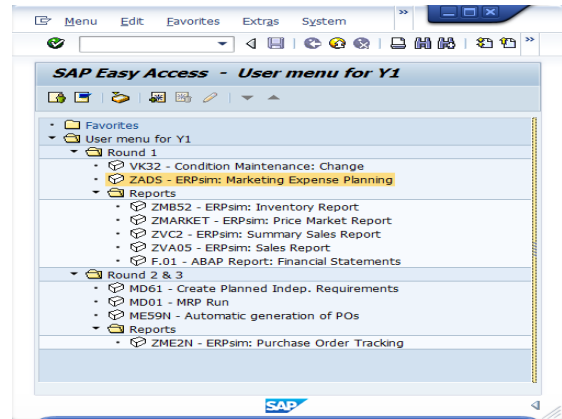 Menu Edit Favorites Extras System »
»
SAP Easy Access - User menu for Y1
Favorites
User menu for Y1
Round 1
VK32 - Condition Maintenance: Change
ZADS - ERPsim: Marketing Expense Planning
Reports
ZMB52 - ERPsim: Inventory Report
ZMARKET - ERPsim: Price Market Report
ZVC2 - ERPsim: Summary Sales Report
ZVA05 - ERPsim: Sales Report
F.01 - ABAP Report: Financial Statements
Round 2 & 3
MD61 - Create Planned Indep. Requirements
MD01 - MRP Run
ME59N - Automatic generation of POs
Reports
ZME2N - ERPsim: Purchase Order Tracking
SAP